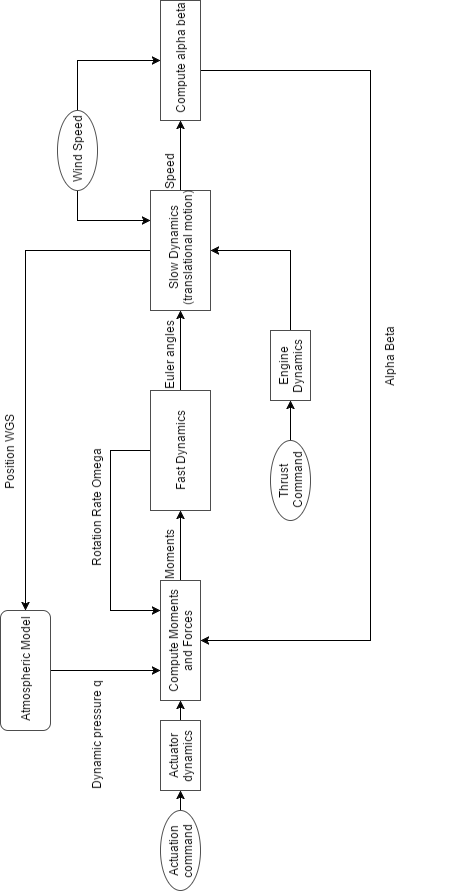 Actuation
command
Actuator
dynamics
Compute Moments
and Forces
Moments
Fast Dynamics
Euler angles
Slow Dynamics
(translational motion)
Speed
Compute alpha beta
Wind Speed
Position WGS
Rotation Rate Omega
Atmospheric Model
Dynamic pressure q
Thrust
Command
Engine
Dynamics
Alpha Beta